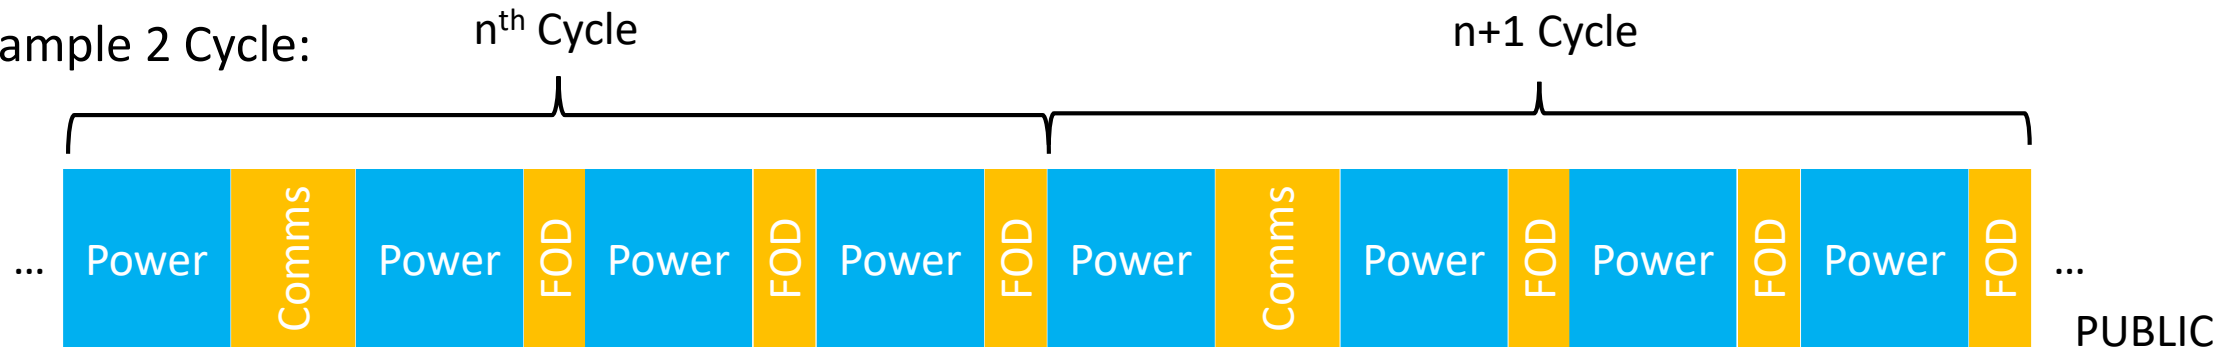 ample 2 Cycle:
nth Cycle
n+1 Cycle
... Power Comms Power FOD Power FOD Power FOD Power Comms Power FOD Power FOD Power FOD ...
PUBLIC